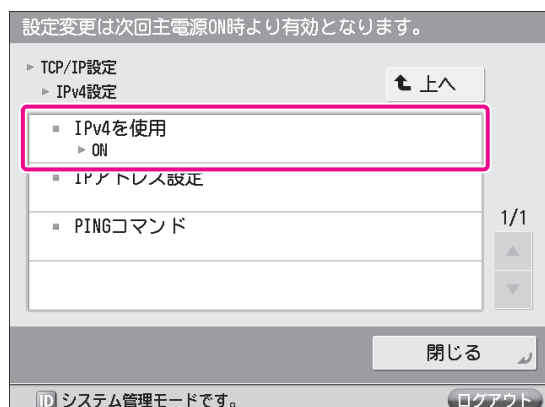 設定変更は次回主電源ON時より有効となります。
▶ TCP/IP設定
▶ IPv4設定
上へ
IPv4を使用
▶ ON
IPアドレス設定
PINGコマンド
1/1
閉じる
ID システム管理モードです。
ログアウト